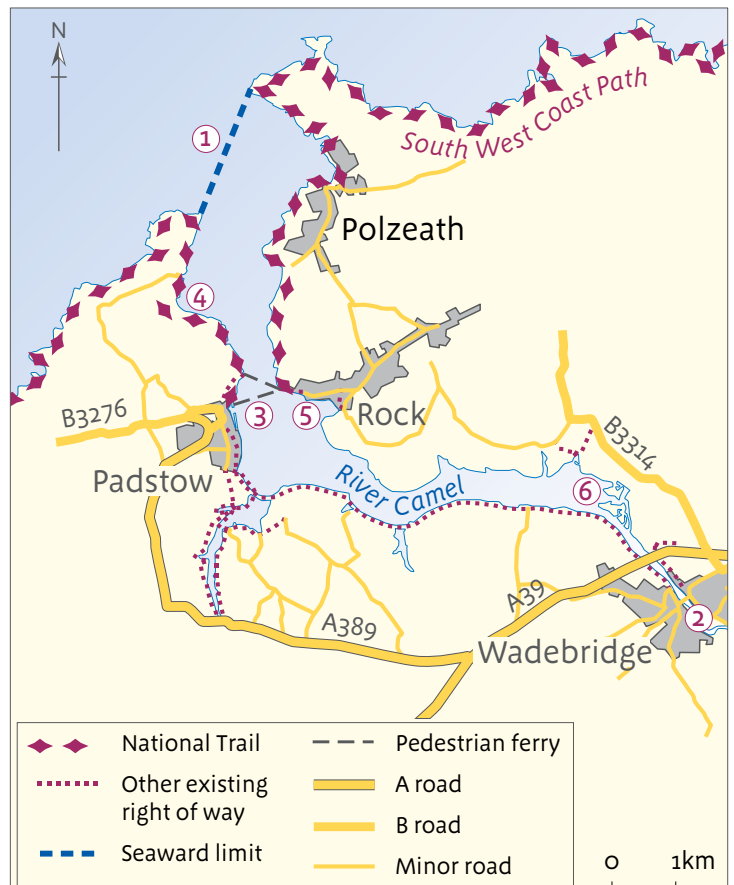 N
1
South West Coast Path
Polzeath
4
B3276
3
5
Rock
Padstow
River Camel
B3314
6
A39
A389
Wadebridge
2
National Trail
Other existing
right of way
Seaward limit
Pedestrian ferry
A road
B road
Minor road
0 1km